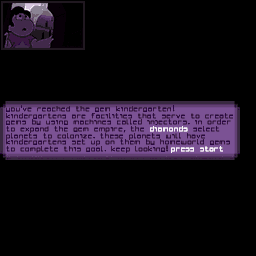 you've reached the gem kindergarten!
kindergartens are facilities that serve to create
gems by using machines called injectors. in order
to expand the gem empire, the diamonds select
planets to colonize. these planets will have
kindergartens set up on them by homeworld gems
to complete this goal. keep looking! press start